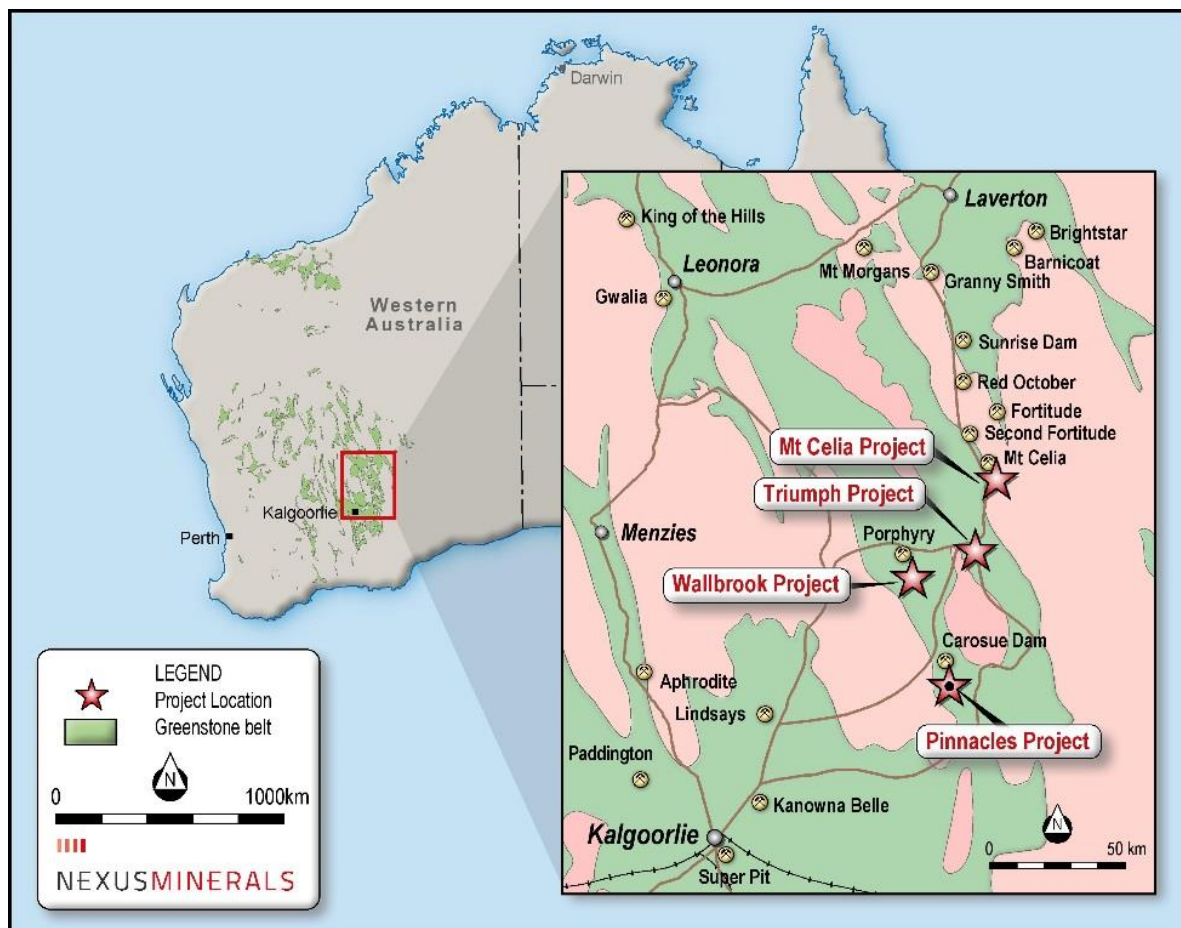 Darwin
Western
Australia
Kalgoorlie
Perth
King of the Hills
Laverton
Leonora
Mt Morgans
Brightstar
Barnicoat
Granny Smith
Gwalia
Sunrise Dam
Red October
Fortitude
Second Fortitude
Mt Celia Project
Mt Celia
Triumph Project
Menzies
Porphyry
Wallbrook Project
Carosue Dam
Aphrodite
Lindsays
Pinnacles Project
Paddington
Kanowna Belle
Kalgoorlie
Super Pit
N
0 50 km
LEGEND
Project Location
Greenstone belt
N
0 1000km
NEXUSMINERALS